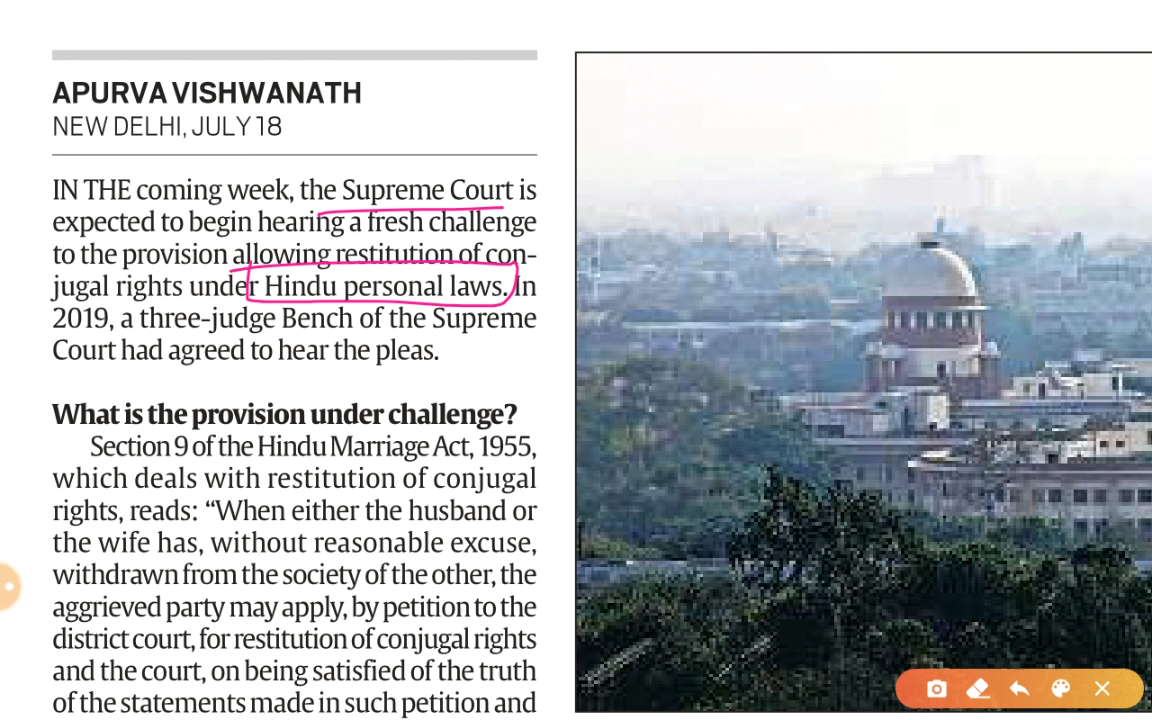 APURVA VISHWANATH
NEW DELHI, JULY 18
IN THE coming week, the Supreme Court is
expected to begin hearing a fresh challenge
to the provision allowing restitution of con-
jugal rights under Hindu personal laws. In
2019, a three-judge Bench of the Supreme
Court had agreed to hear the pleas.
What is the provision under challenge?
Section 9 of the Hindu Marriage Act, 1955,
which deals with restitution of conjugal
rights, reads: “When either the husband or
the wife has, without reasonable excuse,
withdrawn from the society of the other, the
aggrieved party may apply, by petition to the
district court, for restitution of conjugal rights
and the court, on being satisfied of the truth
of the statements made in such petition and